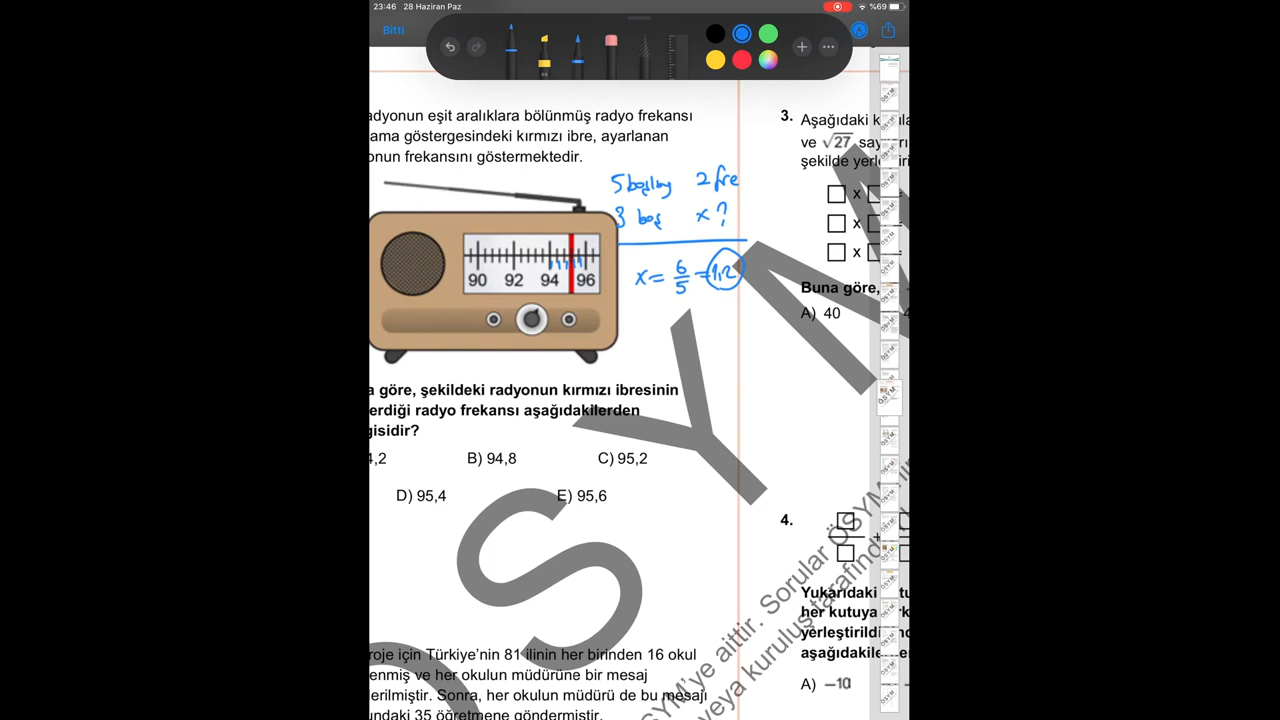 23:46 28 Haziran Paz
%69
Bitti
adyonun eşit aralıklara bölünmüş radyo frekansı
ama göstergesindeki kırmızı ibre, ayarlanan
onun frekansını göstermektedir.
5 boşluq 2 fre
3 boş x ?
x = 6/5 = 1,2
90 92 94 96
a göre, şekildeki radyonun kırmızı ibresinin
erdiği radyo frekansı aşağıdakilerden
gisidir?
4,2 B) 94,8 C) 95,2
D) 95,4 E) 95,6
roje için Türkiye'nin 81 ilinin her birinden 16 okul
enmiş ve her okulun müdürüne bir mesaj
erilmiştir. Sonra, her okulun müdürü de bu mesajı
undaki 35 öğretmene göndermiştir.
3. Aşağıdaki
ve √27
şekilde
x
x
x
Buna göre,
A) 40
4.
+
Yukarıdaki
her kutuya
A) −10
ÖSYM'ye aittir. Sorular ÖSYM'
veya kuruluş tarafınd
S Y M